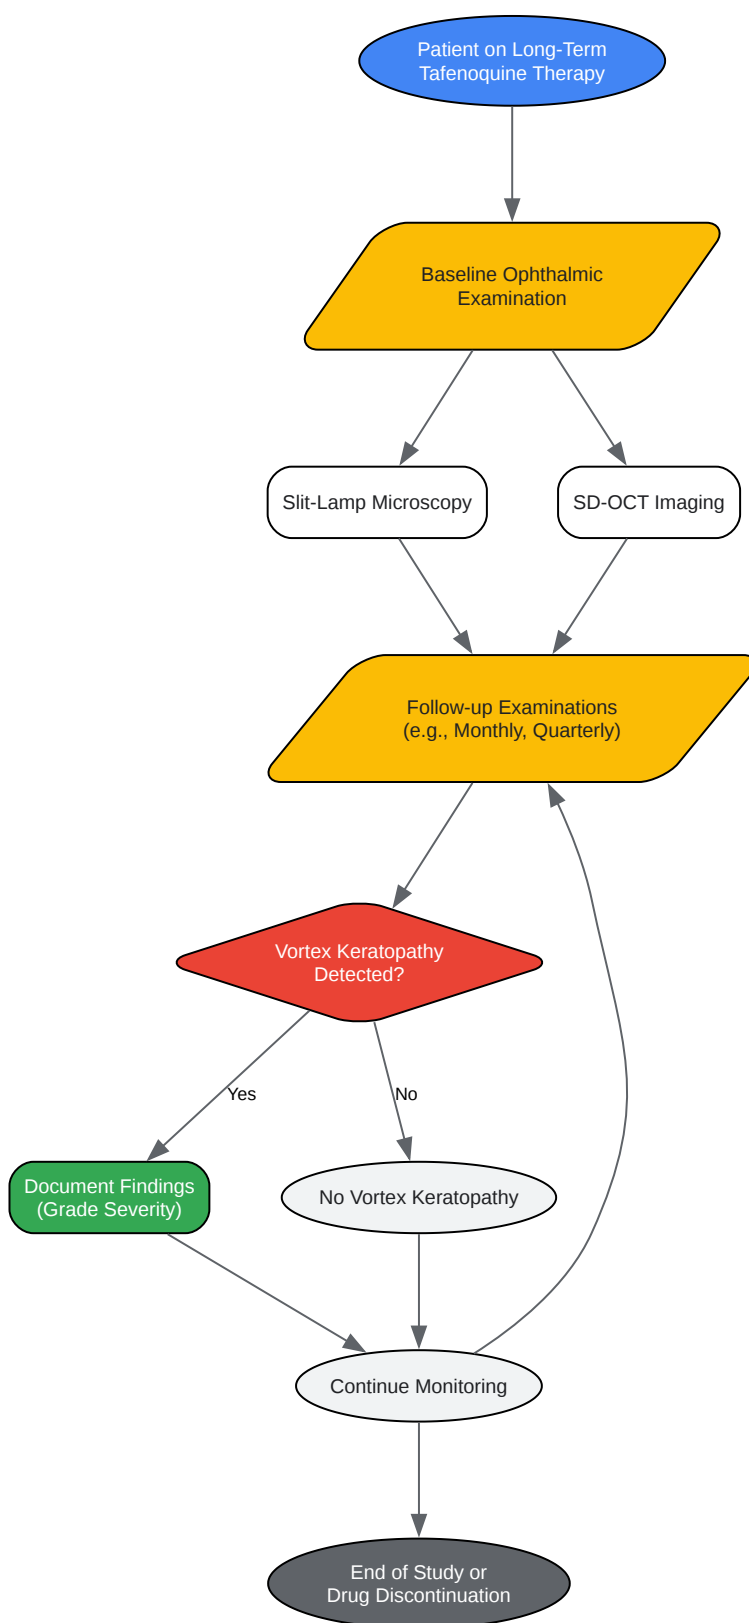 Patient on Long-Term
Tafenoquine Therapy
Baseline Ophthalmic
Examination
Slit-Lamp Microscopy
SD-OCT Imaging
Follow-up Examinations
(e.g., Monthly, Quarterly)
Vortex Keratopathy
Detected?
Yes
No
Document Findings
(Grade Severity)
No Vortex Keratopathy
Continue Monitoring
End of Study or
Drug Discontinuation